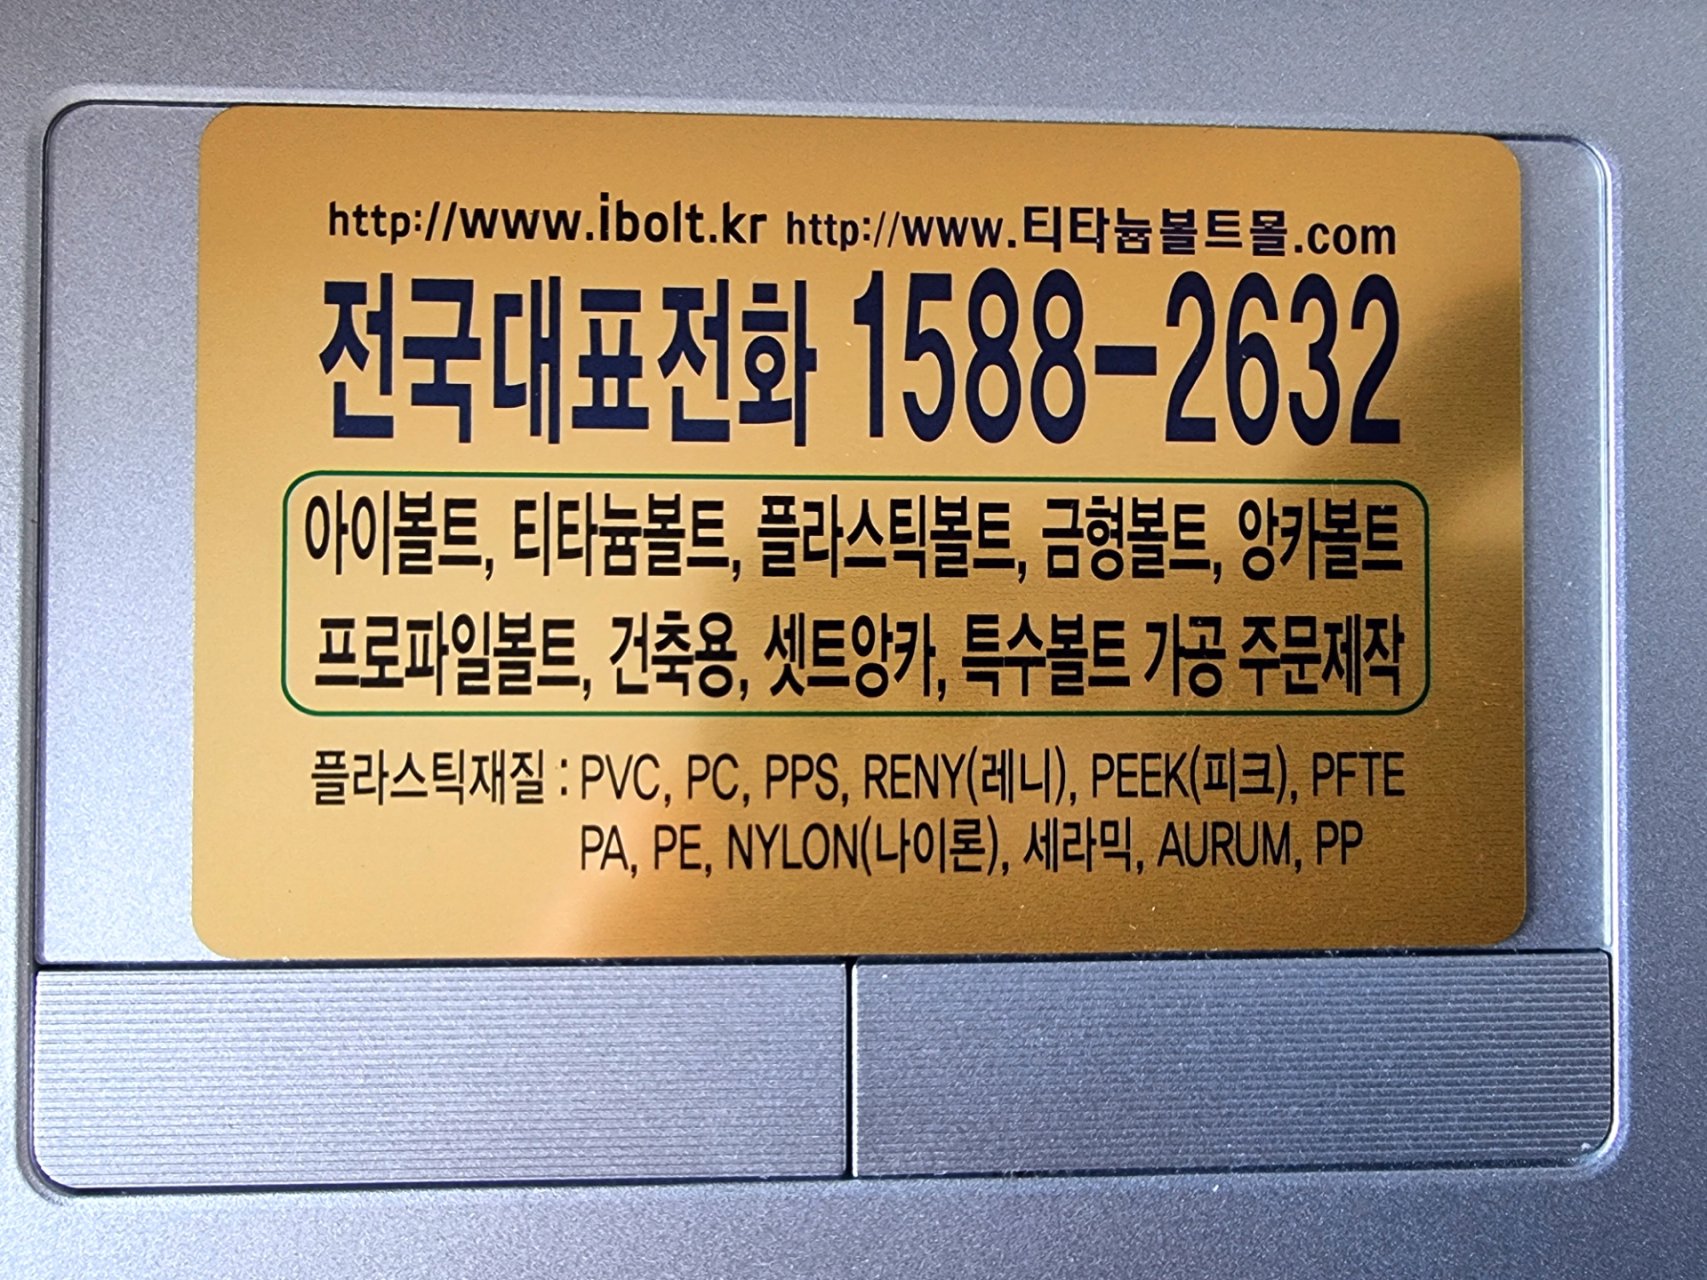 http://www.ibolt.kr http://www.티타늄볼트몰.com
전국대표전화 1588-2632
아이볼트, 티타늄볼트, 플라스틱볼트, 금형볼트, 앙카볼트
프로파일볼트, 건축용, 셋트앙카, 특수볼트 가공 주문제작
플라스틱재질 : PVC, PC, PPS, RENY(레니), PEEK(피크), PFTE
PA, PE, NYLON(나이론), 세라믹, AURUM, PP